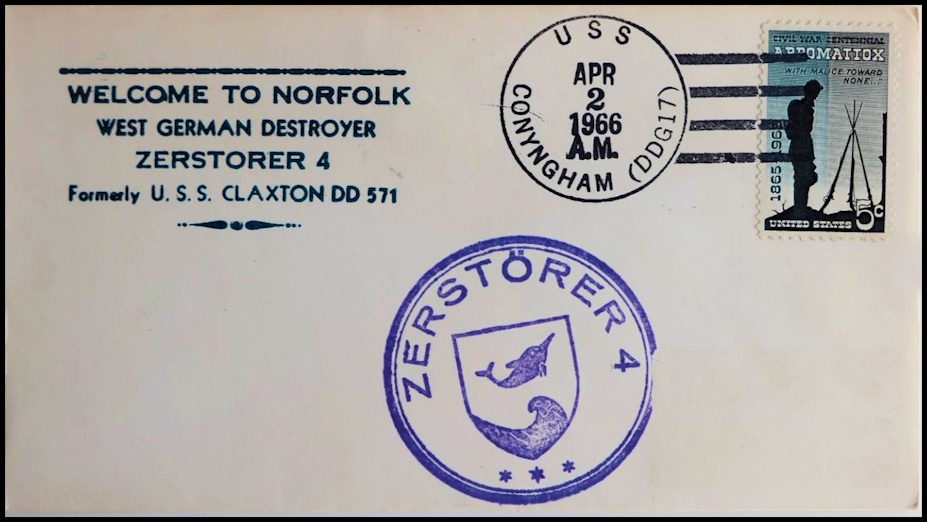 WELCOME TO NORFOLK
WEST GERMAN DESTROYER
ZERSTORER 4
Formerly U. S. S. CLAXTON DD 571
USS
CONYNGHAM (DDG17)
APR
2
1966
A.M.
CIVIL WAR CENTENNIAL
APPOMATTOX
"WITH MALICE TOWARD
NONE..."
1865 1965
UNITED STATES 5c
ZERSTÖRER 4